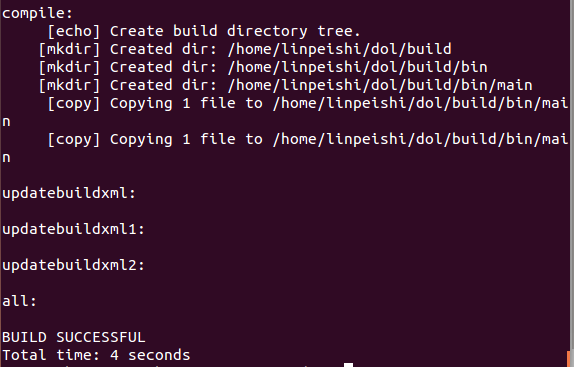 compile:
[echo] Create build directory tree.
[mkdir] Created dir: /home/linpeishi/dol/build
[mkdir] Created dir: /home/linpeishi/dol/build/bin
[mkdir] Created dir: /home/linpeishi/dol/build/bin/main
[copy] Copying 1 file to /home/linpeishi/dol/build/bin/mai
n
[copy] Copying 1 file to /home/linpeishi/dol/build/bin/mai
n
updatebuildxml:
updatebuildxml1:
updatebuildxml2:
all:
BUILD SUCCESSFUL
Total time: 4 seconds